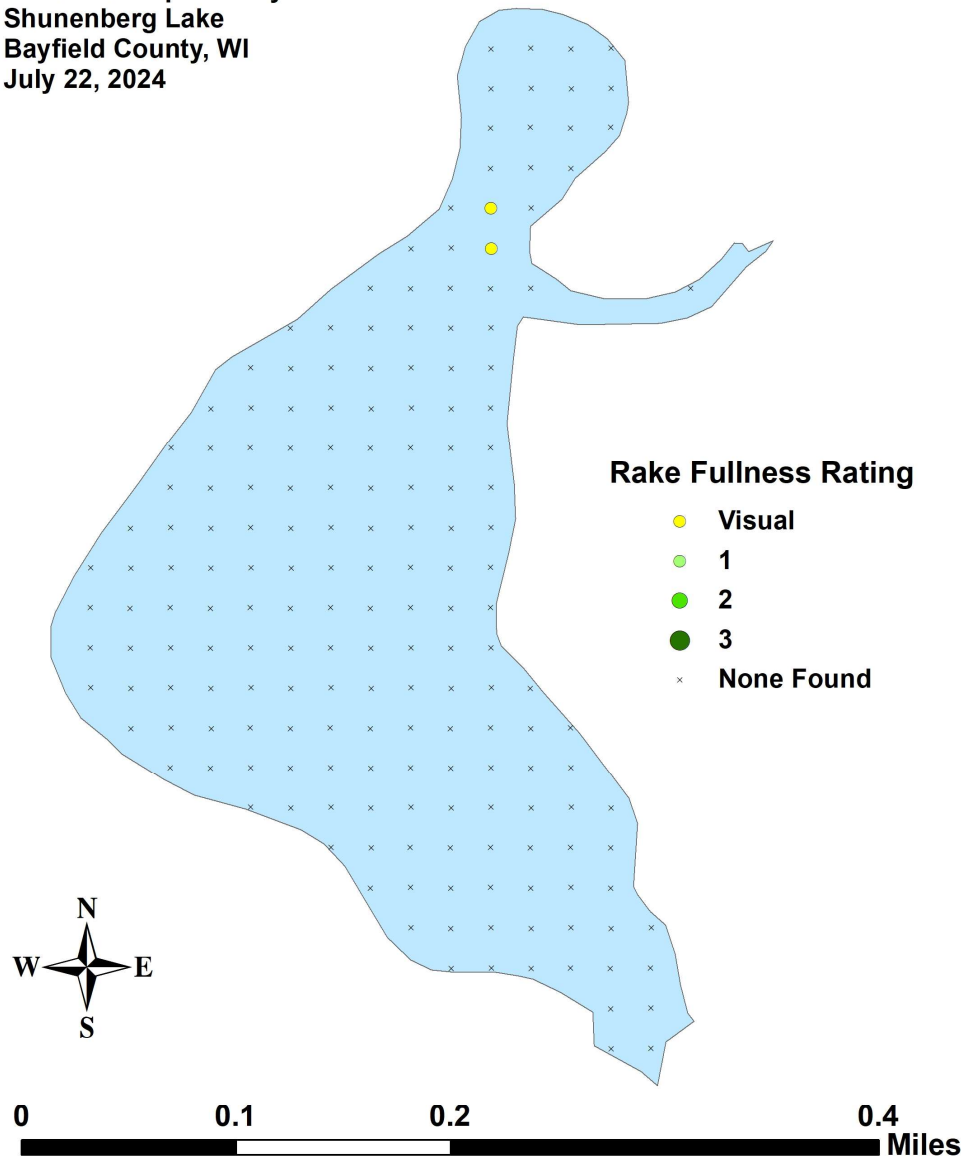 Shunenberg Lake
Bayfield County, WI
July 22, 2024
Rake Fullness Rating
Visual
1
2
3
None Found
N
W E
S
0 0.1 0.2 0.4
Miles